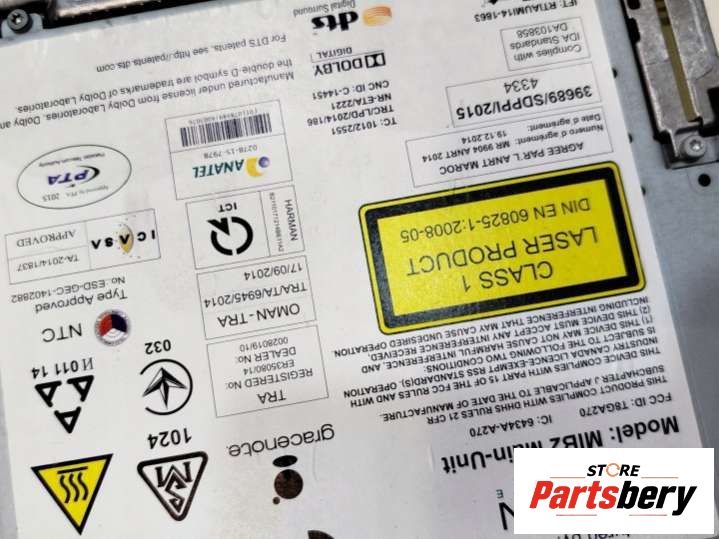 N
E
Model: MIB2 Main-Unit
FCC ID: T8GA270 IC: 6434A-A270
THIS PRODUCT COMPLIES WITH DHHS RULES 21 CFR
SUBCHAPTER J APPLICABLE TO THE DATE OF MANUFACTURE.
THIS DEVICE COMPLIES WITH PART 15 OF THE FCC RULES AND WITH
INDUSTRY CANADA LICENCE-EXEMPT RSS STANDARD(S), OPERATION
IS SUBJECT TO THE FOLLOWING TWO CONDITIONS:
(1) THIS DEVICE MAY NOT CAUSE HARMFUL INTERFERENCE, AND,
(2) THIS DEVICE MUST ACCEPT ANY INTERFERENCE RECEIVED,
INCLUDING INTERFERENCE THAT MAY CAUSE UNDESIRED OPERATION.
CLASS 1
LASER PRODUCT
DIN EN 60825-1:2008-05
AGREE PAR L' ANRT MAROC
Numero d'agrément: MR 9904 ANRT 2014
Date d'agrément: 19.12.2014
39689/SDPPI/2015
4334
Complies with
IDA Standards
DA103858
IFT: RTIAUMI14-1863
gracenote.
TRA
REGISTERED No:
ER35080/14
DEALER No:
0028019/10
OMAN-TRA
TRA/TA/6945/2014
17/09/2014
ICT
HARMAN
ANATEL
0278-15-7978
TC: 1012/2551
TRC/LPD/2014/186
NR-ETA/2221
CNC ID: C-14451
DOLBY
DIGITAL
dts
Digital Surround
1024
032
И 011 14
NTC
Type Approved
No: ESD-GEC-1402882
ICASA
TA-2014/1837
APPROVED
Approved by PTA
2015
PTA
Pakistan Telecom Authority
Manufactured under license from Dolby Laboratories. Dolby and
the double-D symbol are trademarks of Dolby Laboratories.
For DTS patents, see http://patents.dts.com
STORE
Partsbery